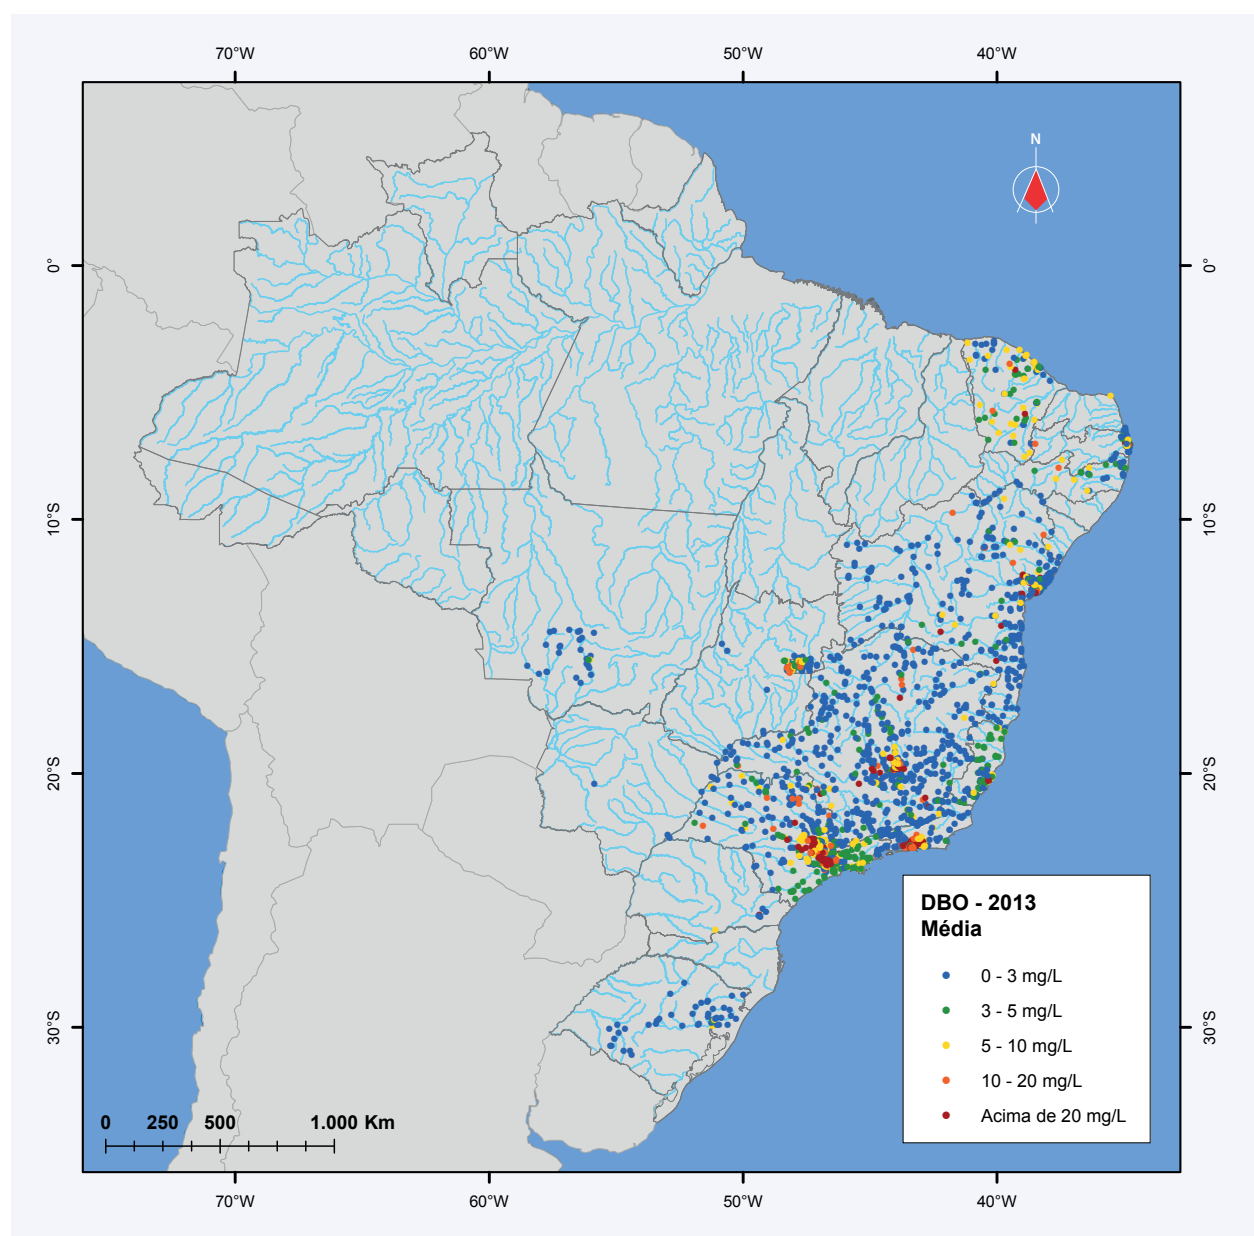 70°W 60°W 50°W 40°W
N
0° 0°
10°S 10°S
20°S 20°S
DBO - 2013
Média
0 - 3 mg/L
3 - 5 mg/L
30°S 30°S
5 - 10 mg/L
10 - 20 mg/L
0 250 500 1.000 Km
Acima de 20 mg/L
70°W 60°W 50°W 40°W